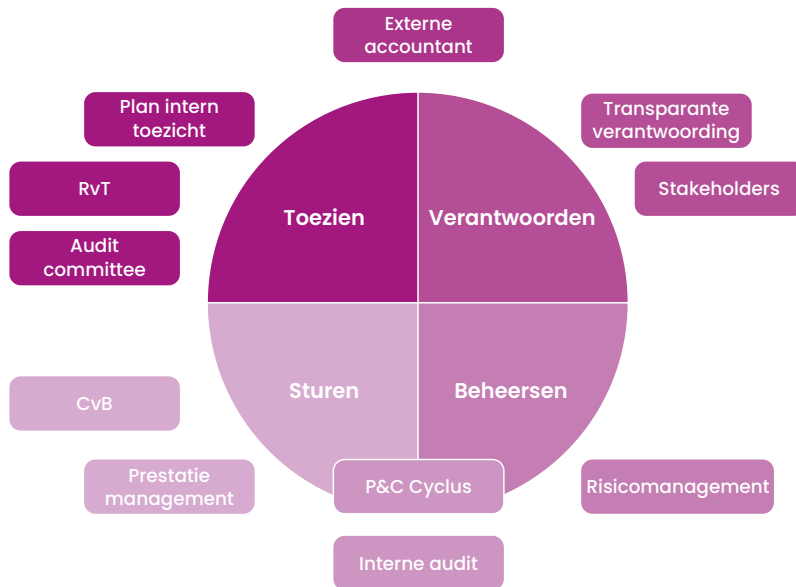 Externe
accountant
Plan intern
toezicht
Transparante
verantwoording
RvT
Stakeholders
Audit
committee
Toezien
Verantwoorden
Sturen
Beheersen
CvB
Prestatie
management
P&C Cyclus
Risicomanagement
Interne audit